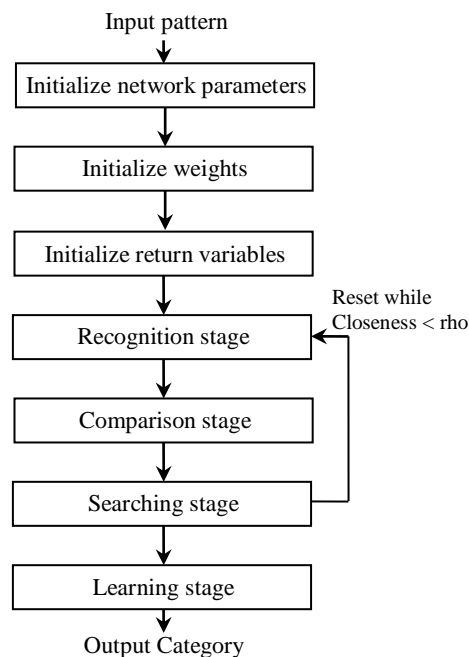 Input pattern
Initialize network parameters
Initialize weights
Initialize return variables
Reset while
Closeness < rho
Recognition stage
Comparison stage
Searching stage
Learning stage
Output Category